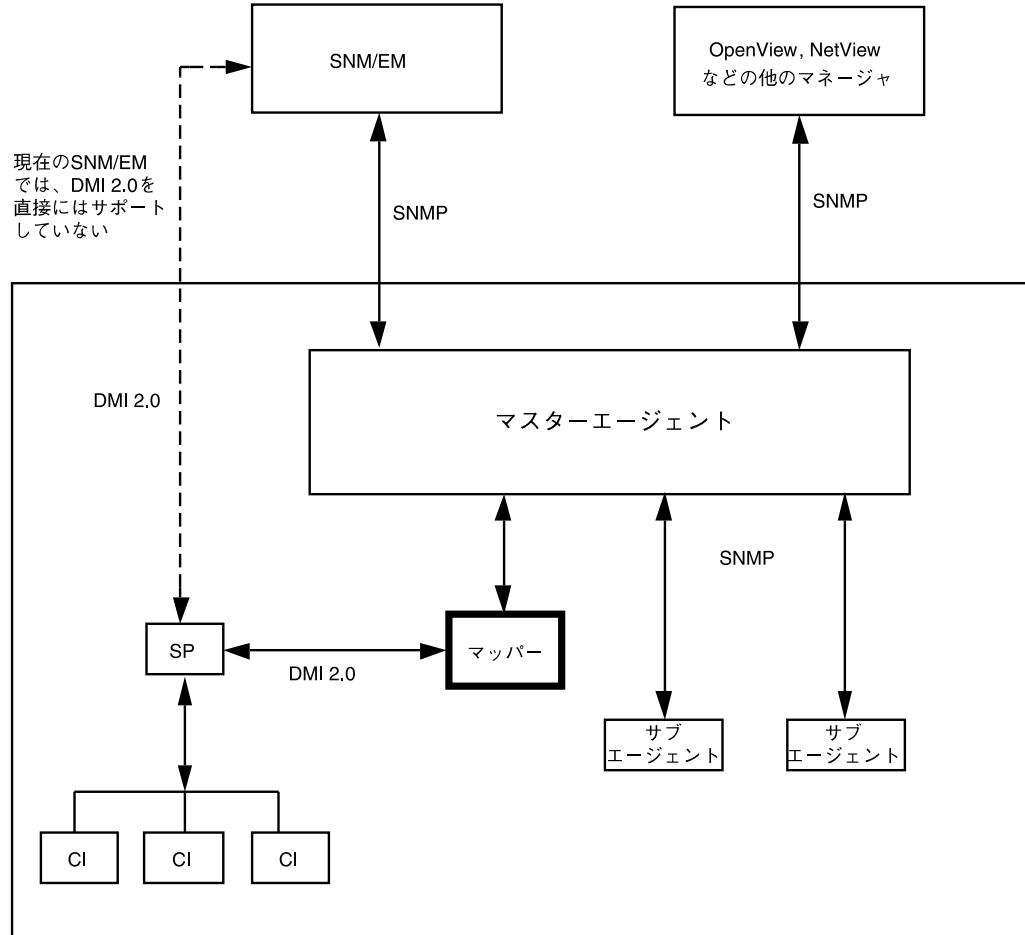 SNM/EM
OpenView, NetView
などの他のマネージャ
現在のSNM/EM
では、DMI 2.0を
直接にはサポート
していない
SNMP
SNMP
DMI 2.0
マスターエージェント
SNMP
SP
DMI 2.0
マッパー
サブ
エージェント
サブ
エージェント
CI
CI
CI